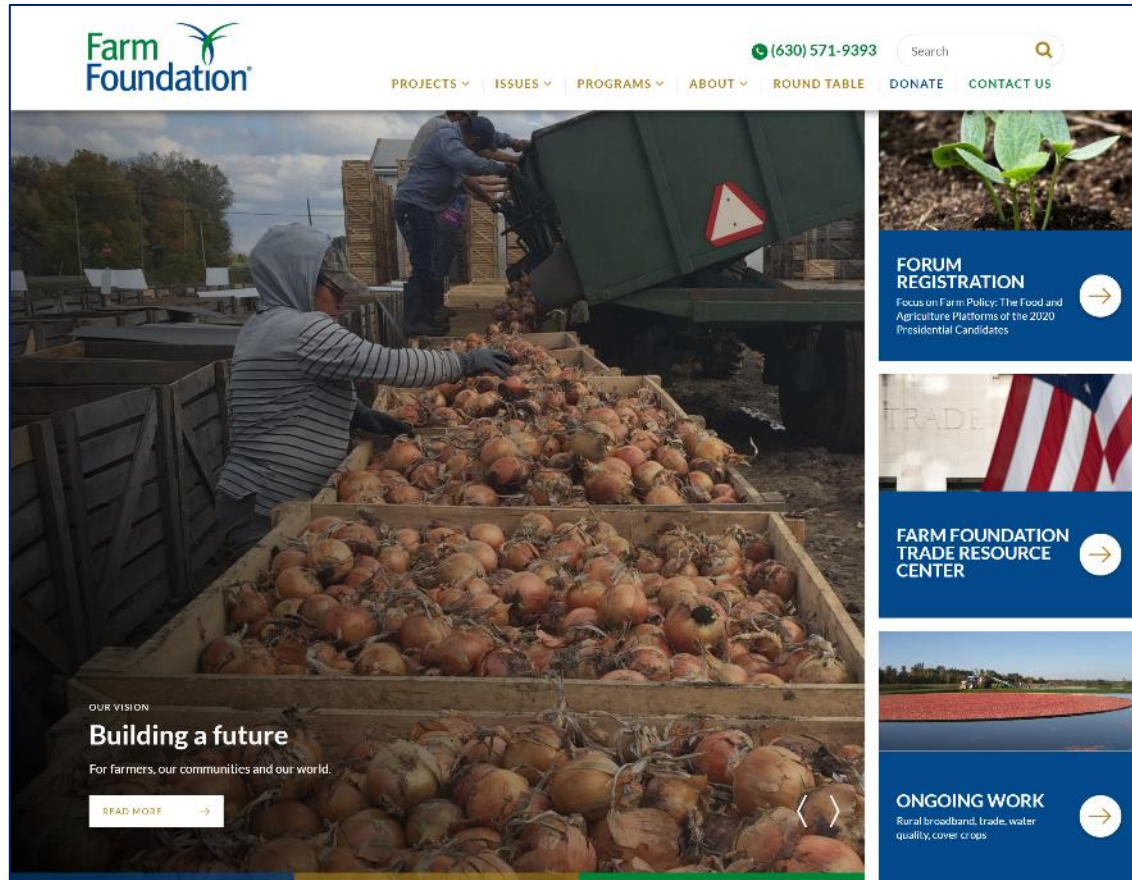 Farm
Foundation®
(630) 571-9393
Search
PROJECTS
ISSUES
PROGRAMS
ABOUT
ROUND TABLE
DONATE
CONTACT US
OUR VISION
Building a future
For farmers, our communities and our world.
READ MORE
FORUM
REGISTRATION
Focus on Farm Policy: The Food and
Agriculture Platforms of the 2020
Presidential Candidates
TRADE
FARM FOUNDATION
TRADE RESOURCE
CENTER
ONGOING WORK
Rural broadband, trade, water
quality, cover crops